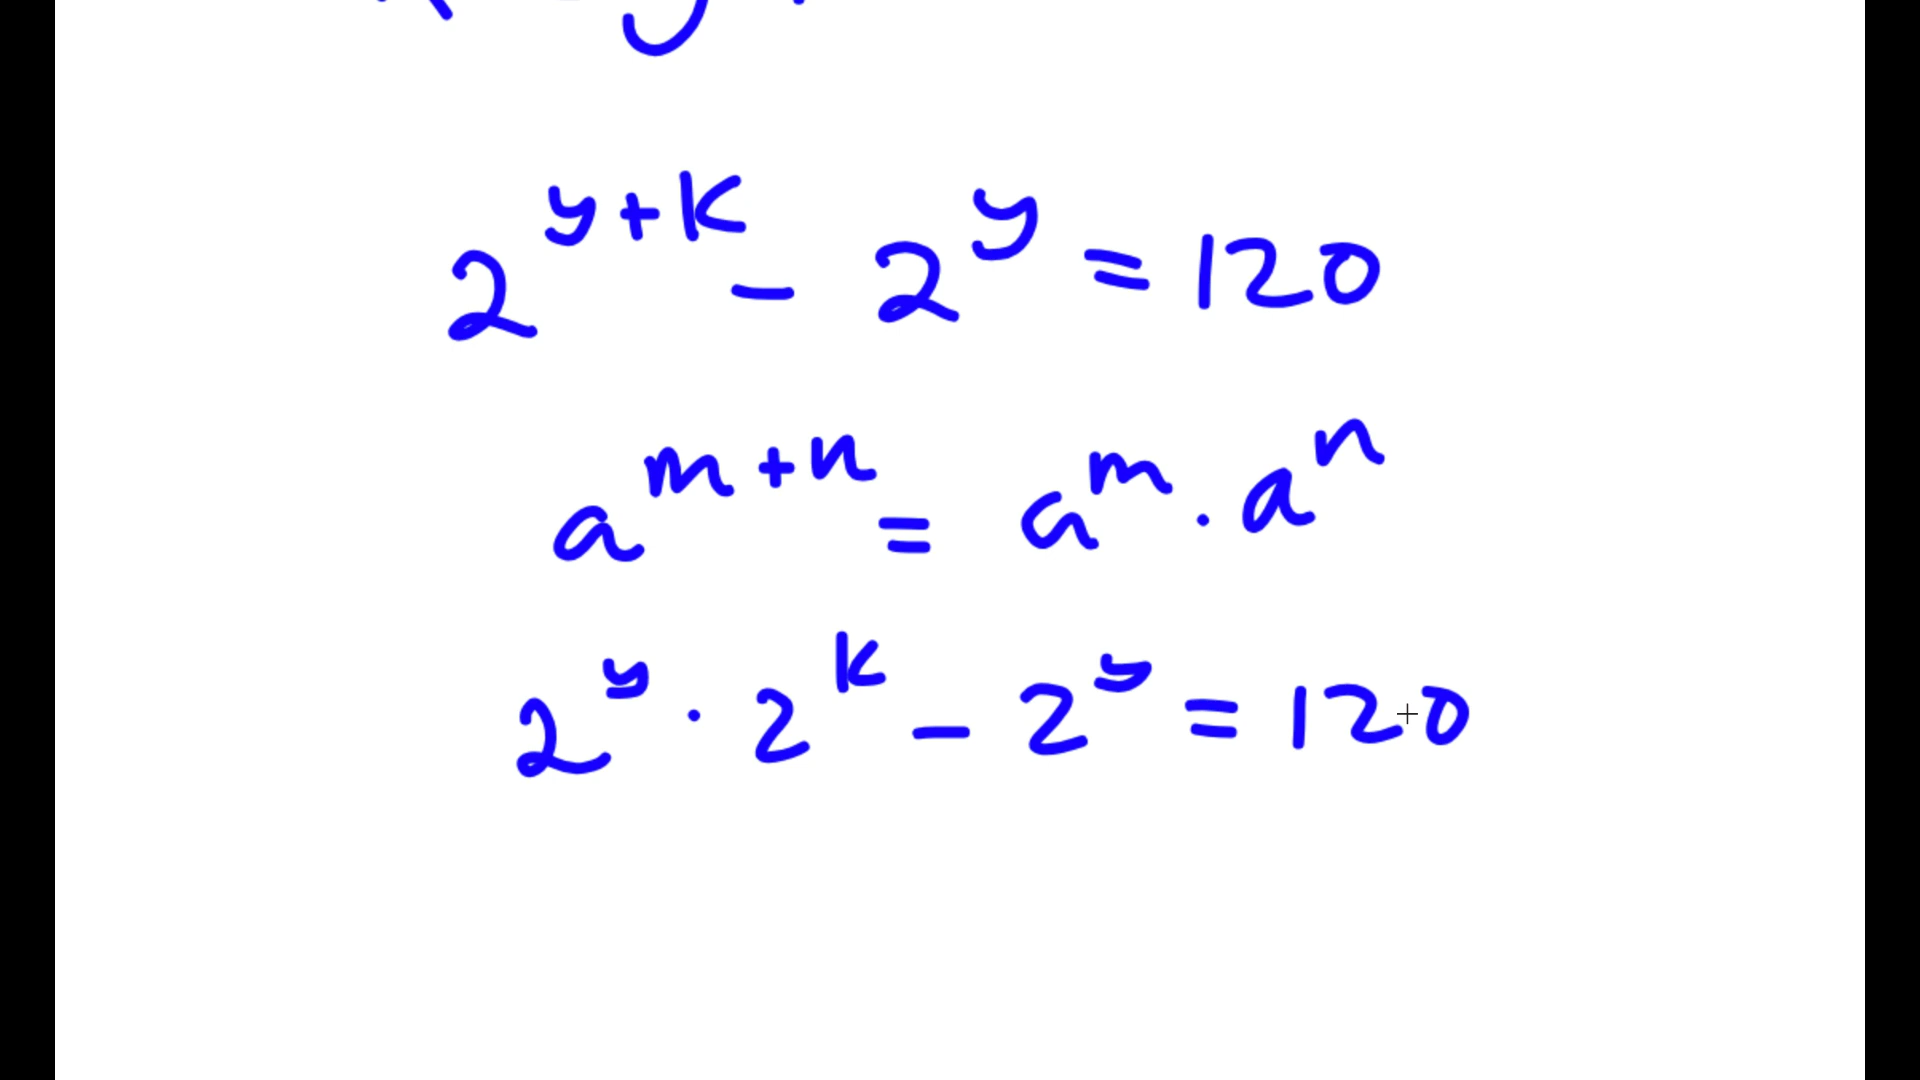 2^{y+k} - 2^y = 120
a^{m+n} = a^m · a^n
2^y · 2^k - 2^y = 120